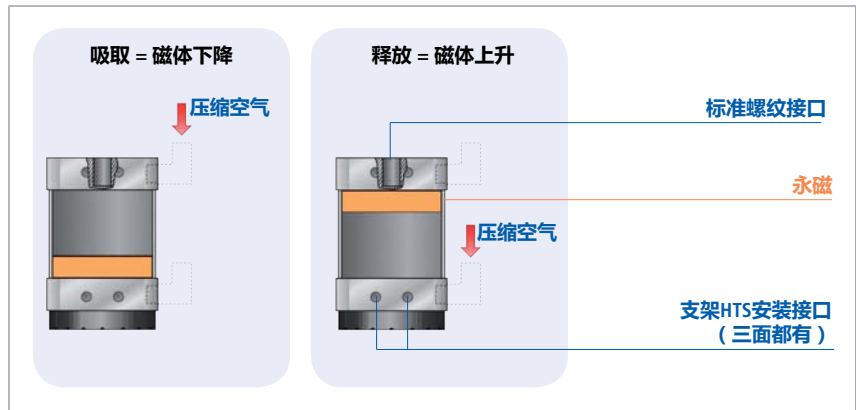 吸取 = 磁体下降
释放 = 磁体上升
压缩空气
标准螺纹接口
永磁
压缩空气
支架HTS安装接口
（三面都有）